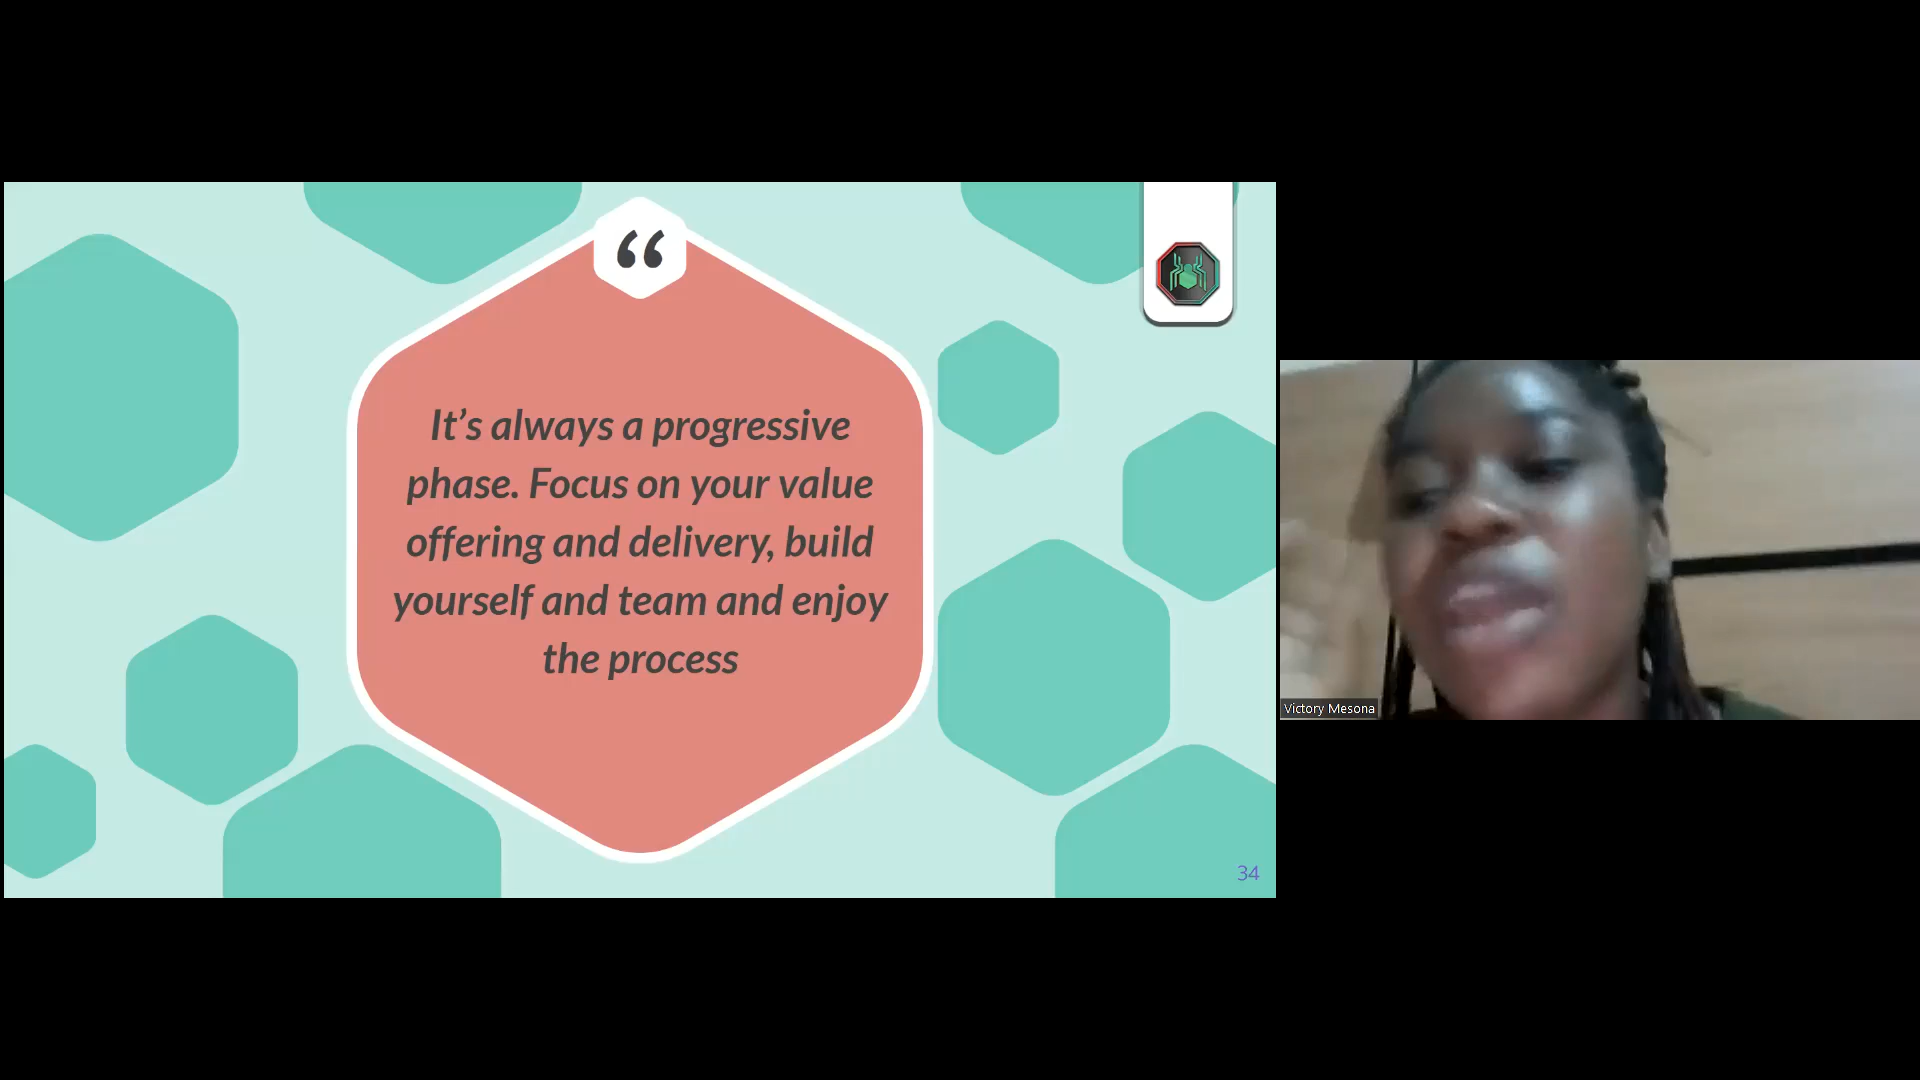 “
It’s always a progressive
phase. Focus on your value
offering and delivery, build
yourself and team and enjoy
the process
34
Victory Mesona